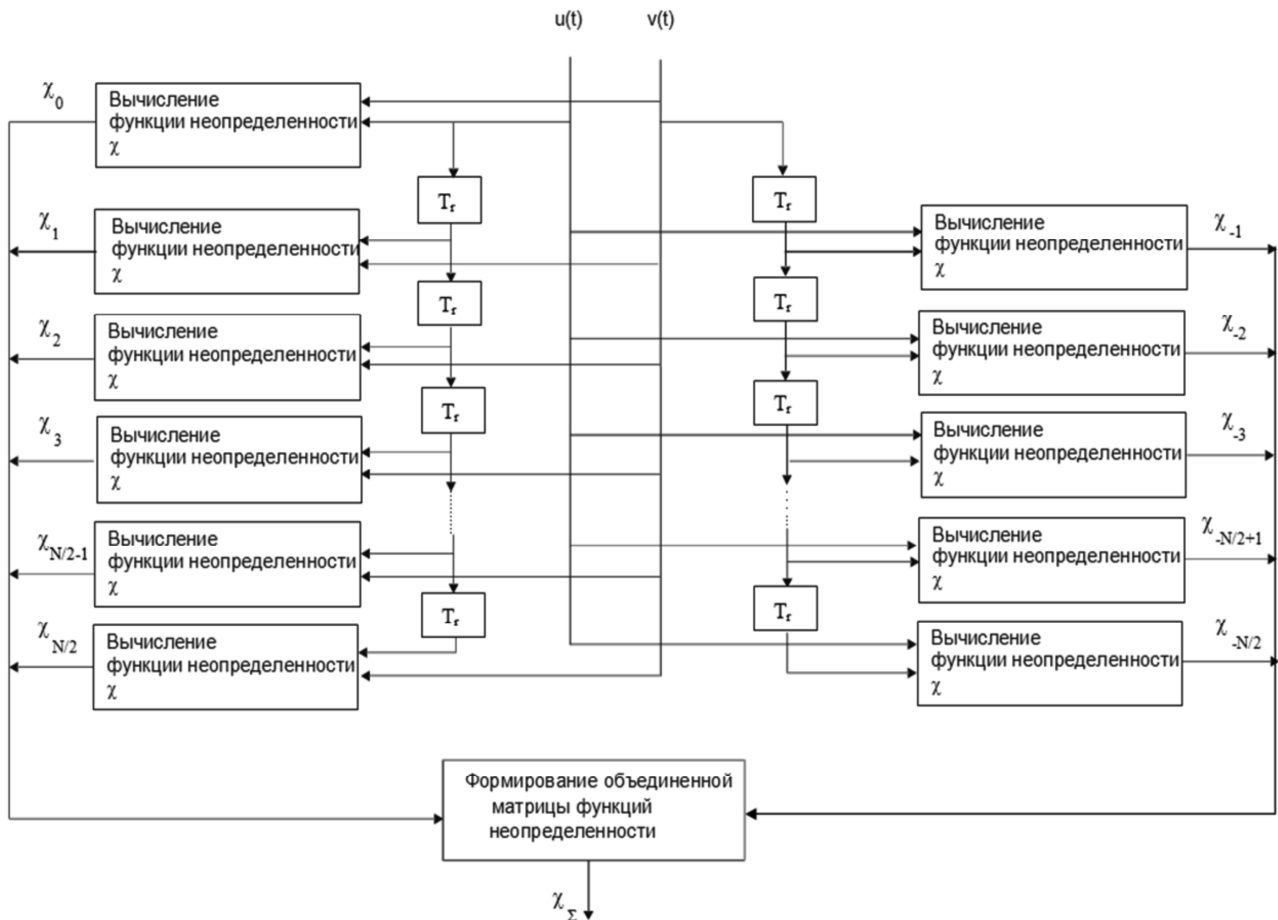 u(t) v(t)
χ0
Вычисление
функции неопределенности
χ
Tr
Tr
χ1
Вычисление
функции неопределенности
χ
Вычисление
функции неопределенности
χ
χ-1
Tr
Tr
χ2
Вычисление
функции неопределенности
χ
Вычисление
функции неопределенности
χ
χ-2
Tr
Tr
χ3
Вычисление
функции неопределенности
χ
Вычисление
функции неопределенности
χ
χ-3
χN/2-1
Вычисление
функции неопределенности
χ
Вычисление
функции неопределенности
χ
χ-N/2+1
Tr
Tr
χN/2
Вычисление
функции неопределенности
χ
Вычисление
функции неопределенности
χ
χ-N/2
Формирование объединенной
матрицы функций
неопределенности
χΣ